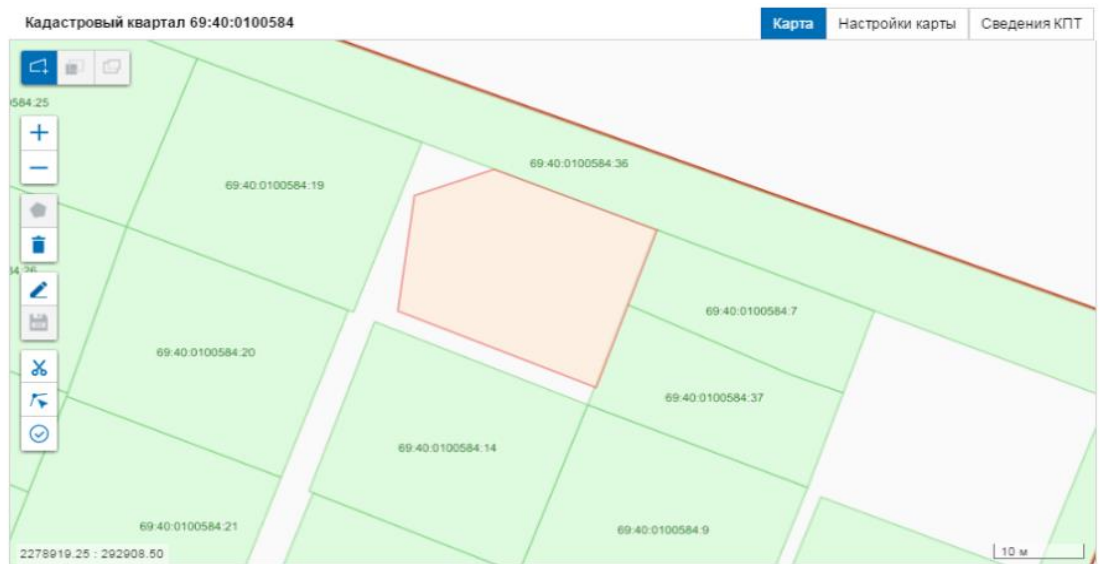 Кадастровый квартал 69:40:0100584
Карта
Настройки карты
Сведения КПТ
584:25
69:40:0100584:36
69:40:0100584:19
4:26
69:40:0100584:7
69:40:0100584:20
69:40:0100584:37
69:40:0100584:14
69:40:0100584:21
69:40:0100584:9
2278919.25 : 292908.50
10 м